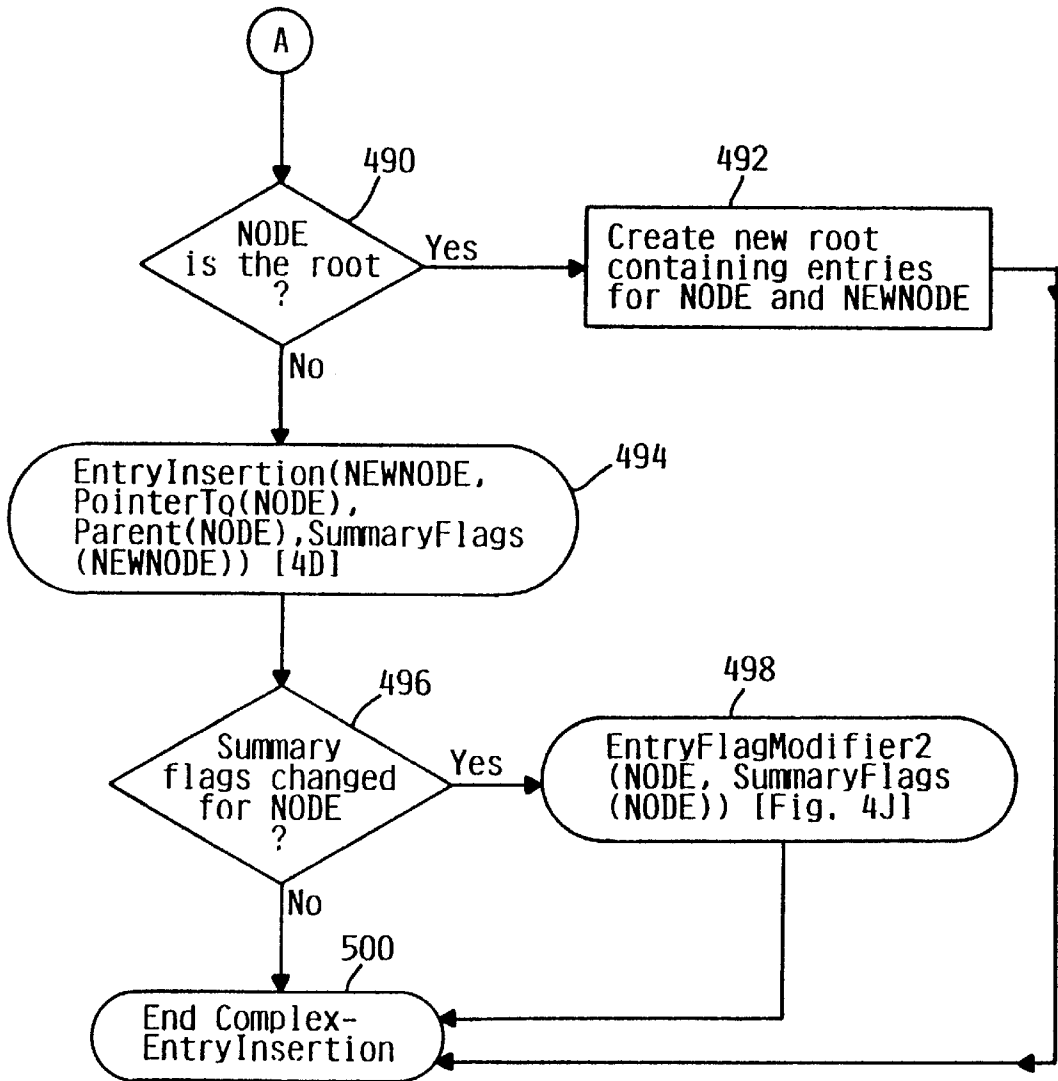 A
490
NODE
is the root
?
Yes
492
Create new root
containing entries
for NODE and NEWNODE
No
494
EntryInsertion(NEWNODE,
PointerTo(NODE),
Parent(NODE),SummaryFlags
(NEWNODE)) [4D]
496
Summary
flags changed
for NODE
?
Yes
498
EntryFlagModifier2
(NODE, SummaryFlags
(NODE)) [Fig. 4J]
No
500
End Complex-
EntryInsertion